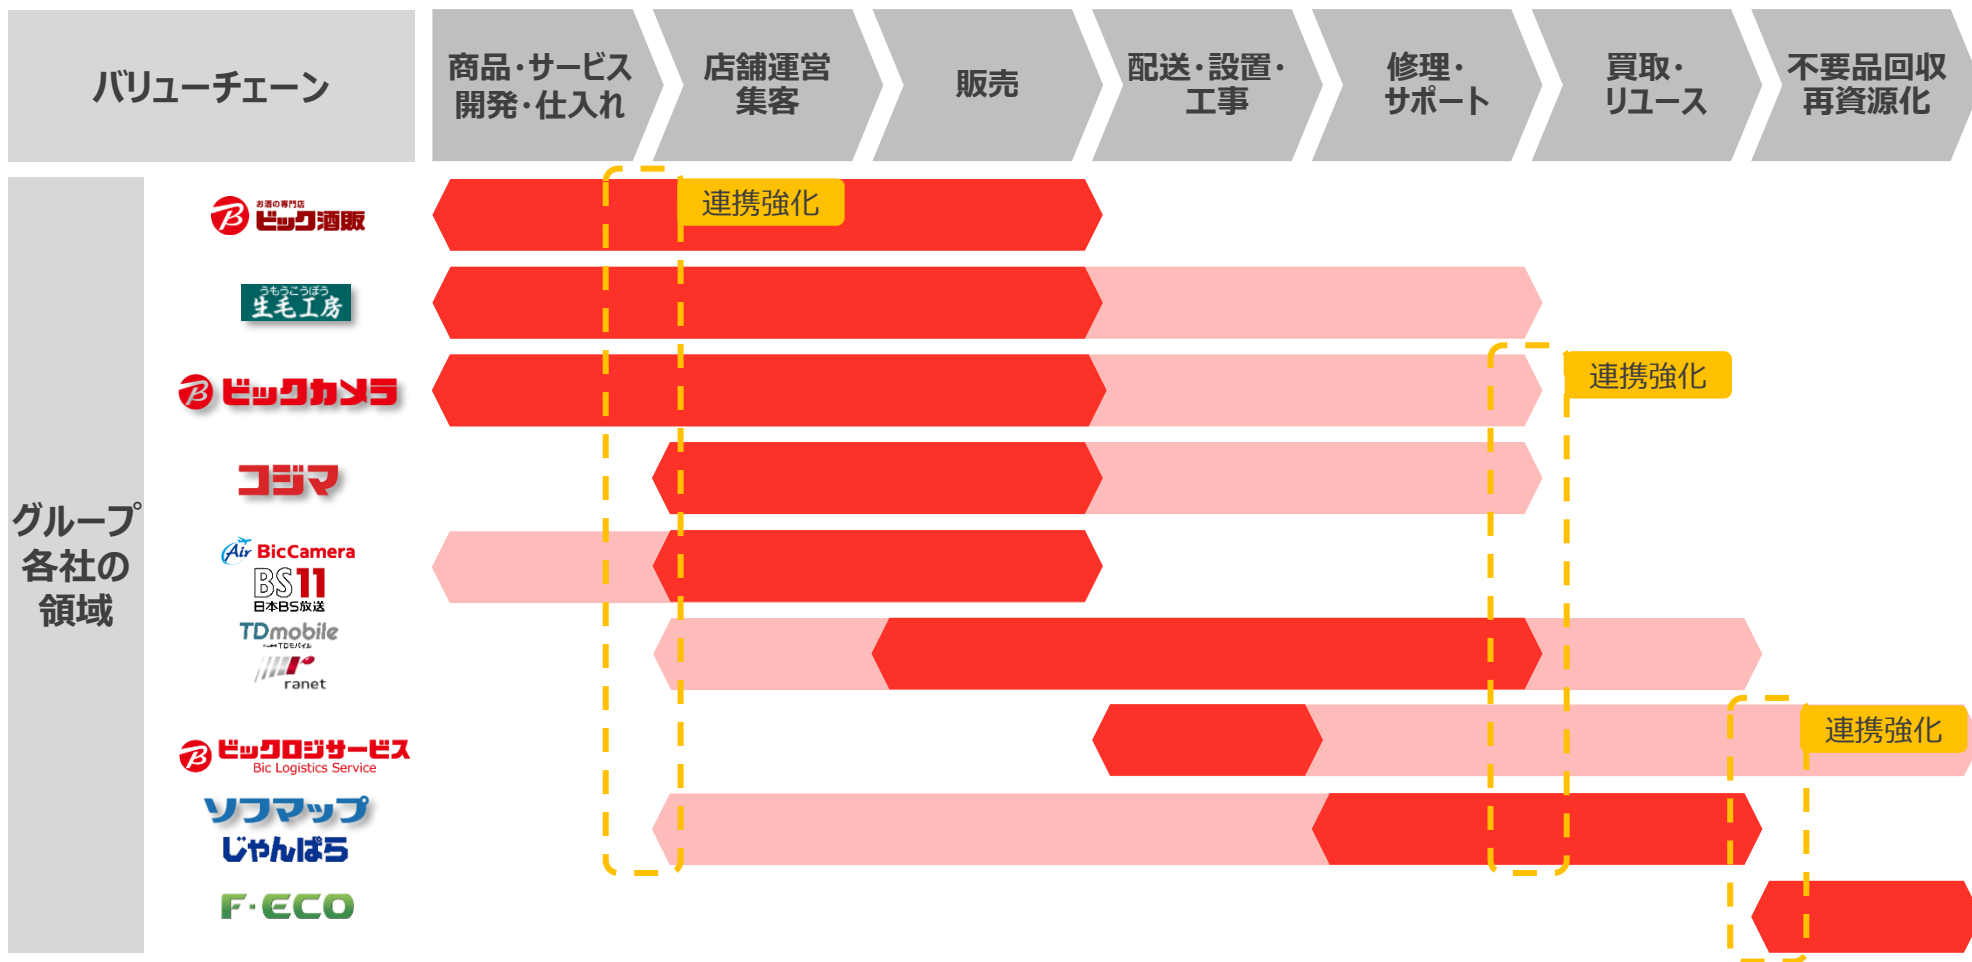 バリューチェーン
商品・サービス
開発・仕入れ
店舗運営
集客
販売
配送・設置・
工事
修理・
サポート
買取・
リユース
不要品回収
再資源化
グループ
各社の
領域
お酒の専門店
ビック酒販
連携強化
うもうこうぼう
生毛工房
ビックカメラ
連携強化
コジマ
Air BicCamera
BS11
日本BS放送
TDmobile
TDモバイル
ranet
ビックロジサービス
Bic Logistics Service
連携強化
ソフマップ
じゃんぱら
F・ECO